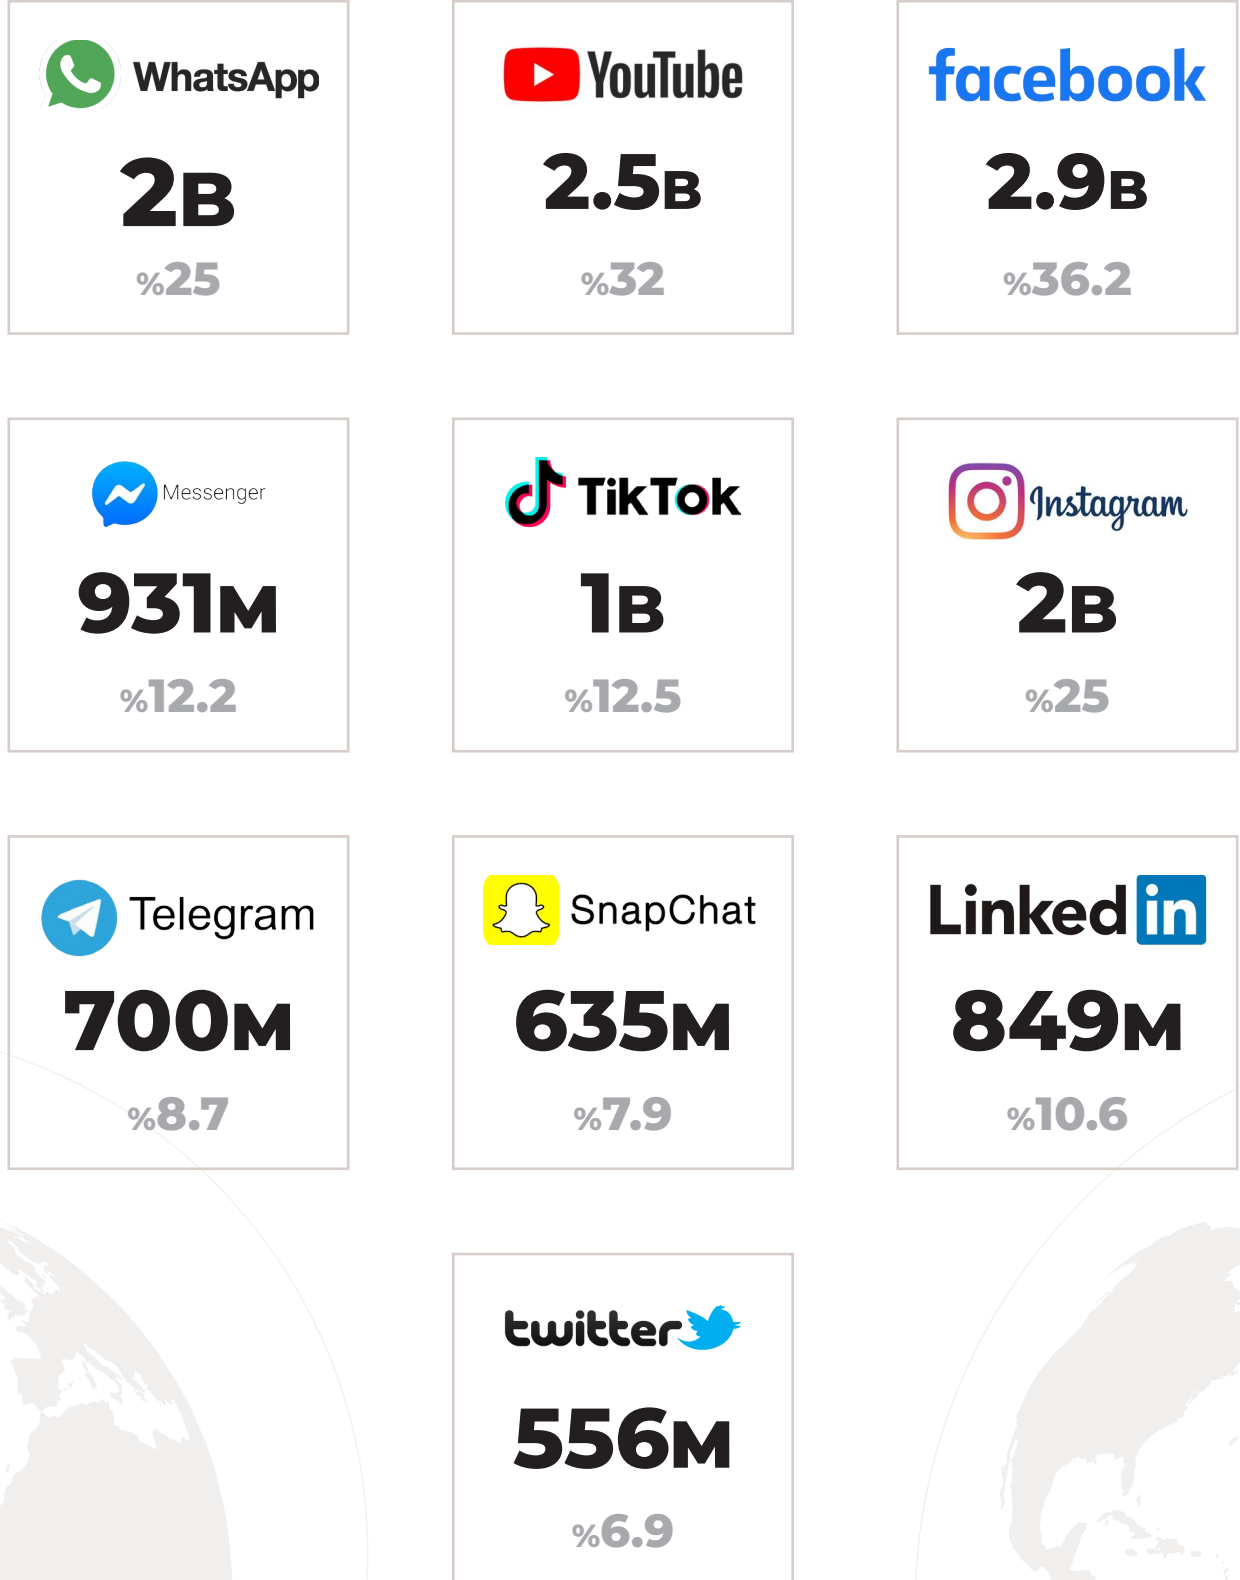 WhatsApp
2B
%25
YouTube
2.5B
%32
facebook
2.9B
%36.2
Messenger
931M
%12.2
TikTok
1B
%12.5
Instagram
2B
%25
Telegram
700M
%8.7
SnapChat
635M
%7.9
Linked in
849M
%10.6
twitter
556M
%6.9